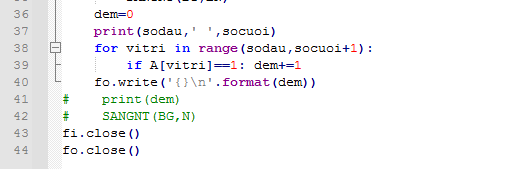 36 dem=0
37 print(sodau,' ',socuoi)
38 for vitri in range(sodau,socuoi+1):
39 if A[vitri]==1: dem+=1
40 fo.write('{}\n'.format(dem))
41 # print(dem)
42 # SANGNT(BG,N)
43 fi.close()
44 fo.close()